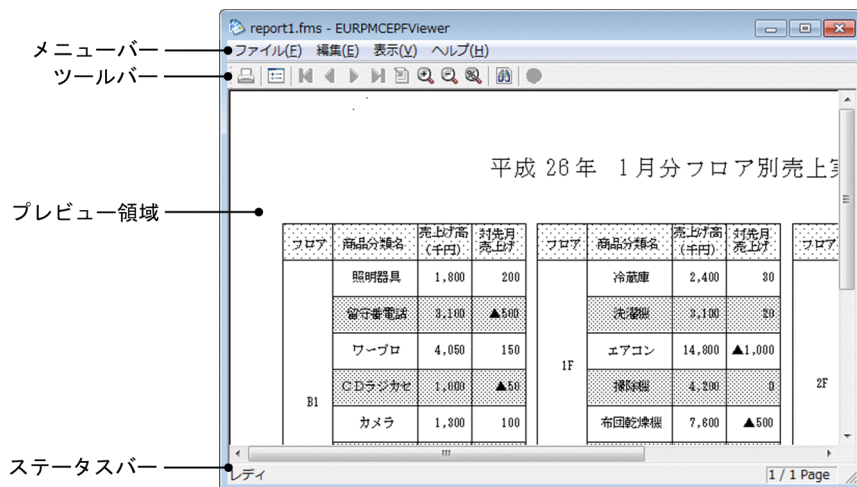 report1.fms - EURPMCEPFViewer
メニューバー
ファイル(F) 編集(E) 表示(V) ヘルプ(H)
ツールバー
平成 26年 1月分フロア別売上
プレビュー領域
フロア 商品分類名 売上げ高(千円) 対先月売上げ フロア 商品分類名 売上げ高(千円) 対先月売上げ フロア
照明器具 1,800 200 冷蔵庫 2,400 30
留守番電話 3,100 ▲500 洗濯機 3,100 20
ワープロ 4,050 150 エアコン 14,800 ▲1,000
1F
CDラジカセ 1,000 ▲50 掃除機 4,200 0 2F
B1
カメラ 1,300 100 布団乾燥機 7,600 ▲500
ステータスバー
レディ 1 / 1 Page